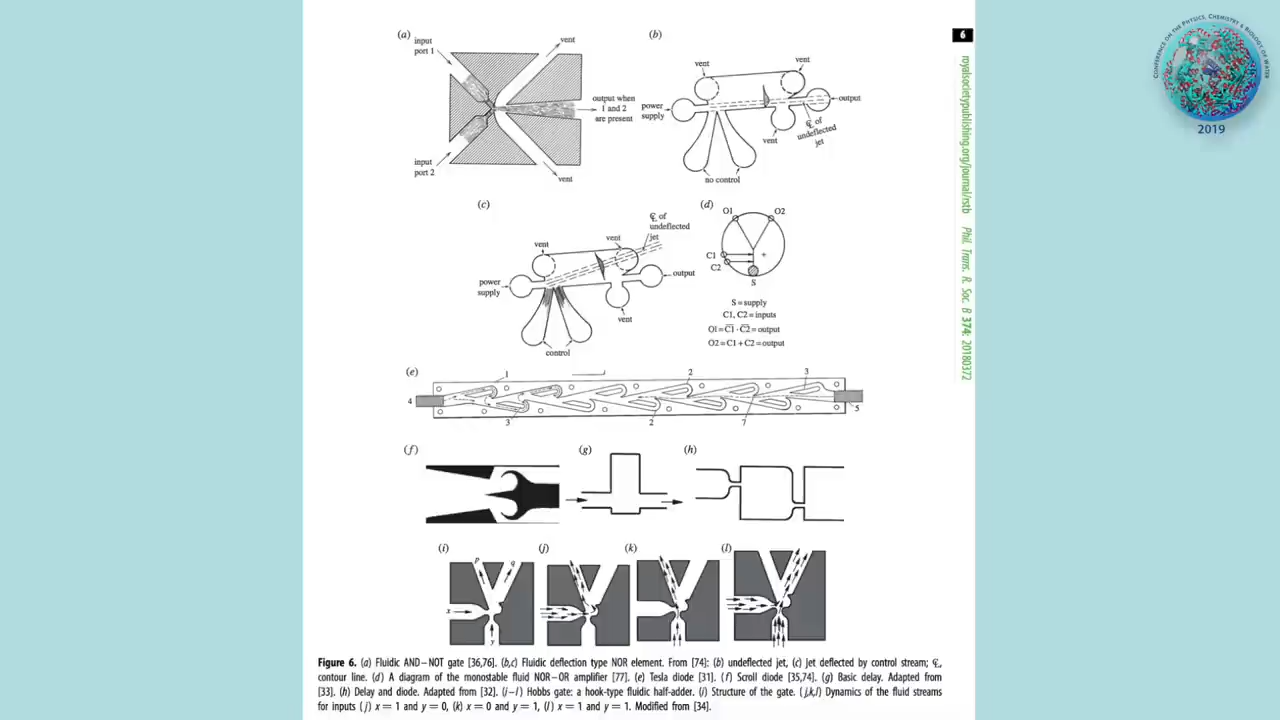 CONFERENCE ON THE PHYSICS, CHEMISTRY & BIOLOGY OF WATER
2019
6
royalsocietypublishing.org/journal/rstb Phil. Trans. R. Soc. B 374: 20180372
(a)
input
port 1
vent
output when
1 and 2
are present
input
port 2
vent
(b)
vent
vent
power
supply
output
℄ of
undeflected
jet
vent
no control
(c)
℄ of
undeflected
jet
vent
vent
power
supply
output
vent
control
(d)
O1
O2
C1
C2
+
S
S = supply
C1, C2 = inputs
O1 = C̅1̅ · C̅2̅ = output
O2 = C1 + C2 = output
(e)
1
2
3
4
5
3
2
7
(f)
(g)
(h)
(i)
p
q
x
y
(j)
(k)
(l)
Figure 6. (a) Fluidic AND–NOT gate [36,76]. (b,c) Fluidic deflection type NOR element. From [74]: (b) undeflected jet, (c) jet deflected by control stream; ℄,
contour line. (d) A diagram of the monostable fluid NOR–OR amplifier [77]. (e) Tesla diode [31]. (f) Scroll diode [35,74]. (g) Basic delay. Adapted from
[33]. (h) Delay and diode. Adapted from [32]. (i–l) Hobbs gate: a hook-type fluidic half-adder. (i) Structure of the gate. (j,k,l) Dynamics of the fluid streams
for inputs (j) x = 1 and y = 0, (k) x = 0 and y = 1, (l) x = 1 and y = 1. Modified from [34].